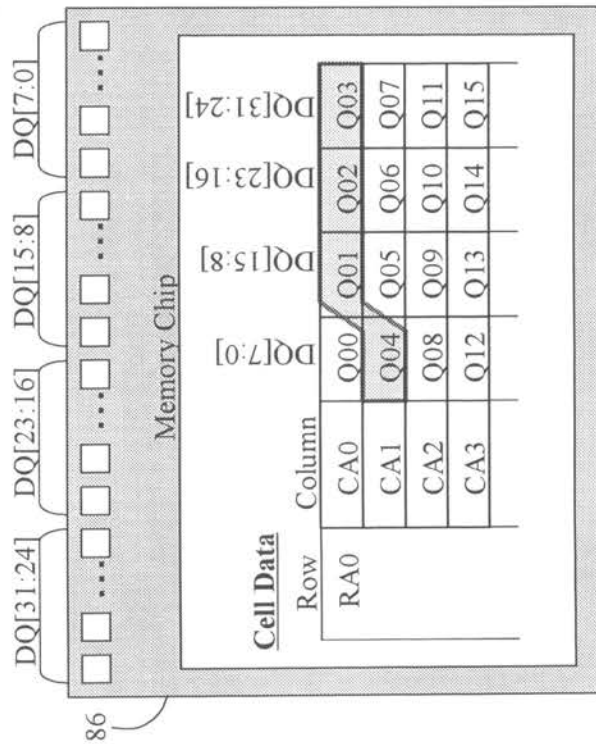 DQ[31:24] DQ[23:16] DQ[15:8] DQ[7:0]
86
Memory Chip
Cell Data
DQ[7:0] DQ[15:8] DQ[23:16] DQ[31:24]
Row Column
RA0 CA0 Q00 Q01 Q02 Q03
CA1 Q04 Q05 Q06 Q07
CA2 Q08 Q09 Q10 Q11
CA3 Q12 Q13 Q14 Q15